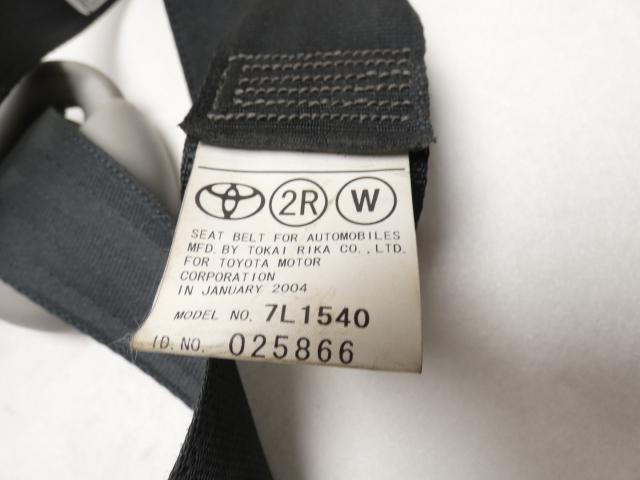 2R W
SEAT BELT FOR AUTOMOBILES
MFD. BY TOKAI RIKA CO., LTD.
FOR TOYOTA MOTOR
CORPORATION
IN JANUARY 2004
MODEL NO. 7L1540
ID. NO. 025866